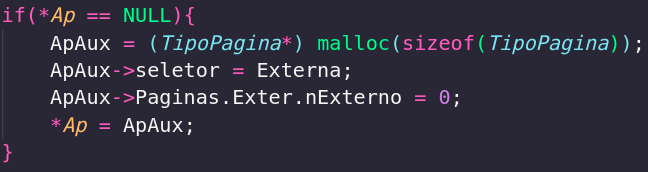 if(*Ap == NULL){
    ApAux = (TipoPagina*) malloc(sizeof(TipoPagina));
    ApAux->seletor = Externa;
    ApAux->Paginas.Exter.nExterno = 0;
    *Ap = ApAux;
}